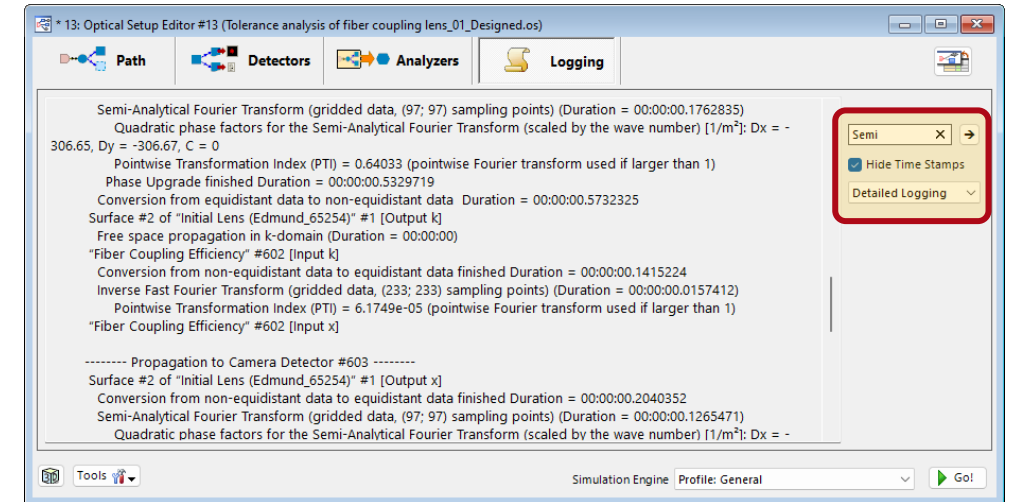 * 13: Optical Setup Editor #13 (Tolerance analysis of fiber coupling lens_01_Designed.os)
Path
Detectors
Analyzers
Logging
Semi-Analytical Fourier Transform (gridded data, (97; 97) sampling points) (Duration = 00:00:00.1762835)
Quadratic phase factors for the Semi-Analytical Fourier Transform (scaled by the wave number) [1/m²]: Dx = -
306.65, Dy = -306.67, C = 0
Pointwise Transformation Index (PTI) = 0.64033 (pointwise Fourier transform used if larger than 1)
Phase Upgrade finished Duration = 00:00:00.5329719
Conversion from equidistant data to non-equidistant data Duration = 00:00:00.5732325
Surface #2 of "Initial Lens (Edmund_65254)" #1 [Output k]
Free space propagation in k-domain (Duration = 00:00:00)
"Fiber Coupling Efficiency" #602 [Input k]
Conversion from non-equidistant data to equidistant data finished Duration = 00:00:00.1415224
Inverse Fast Fourier Transform (gridded data, (233; 233) sampling points) (Duration = 00:00:00.0157412)
Pointwise Transformation Index (PTI) = 6.1749e-05 (pointwise Fourier transform used if larger than 1)
"Fiber Coupling Efficiency" #602 [Input x]
-------- Propagation to Camera Detector #603 --------
Surface #2 of "Initial Lens (Edmund_65254)" #1 [Output x]
Conversion from non-equidistant data to equidistant data finished Duration = 00:00:00.2040352
Semi-Analytical Fourier Transform (gridded data, (97; 97) sampling points) (Duration = 00:00:00.1265471)
Quadratic phase factors for the Semi-Analytical Fourier Transform (scaled by the wave number) [1/m²]: Dx = -
Semi
Hide Time Stamps
Detailed Logging
3D
Tools
Simulation Engine Profile: General
Go!